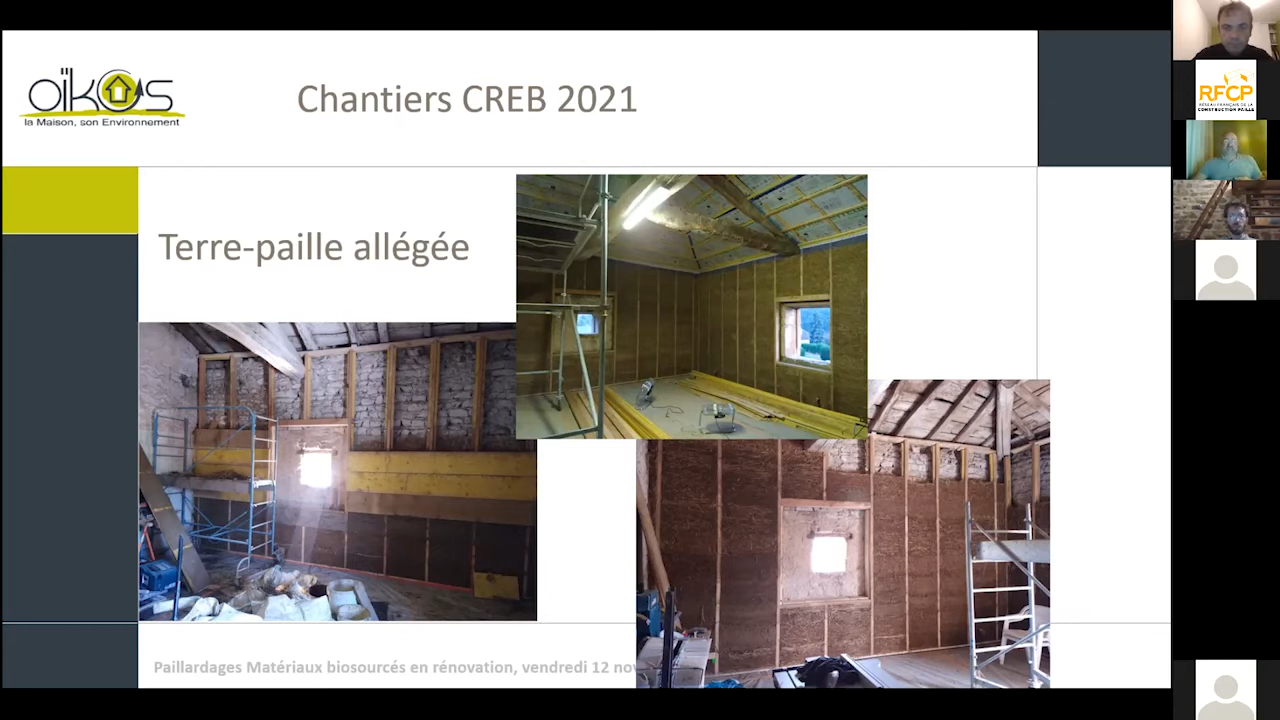 oïkos
la Maison, son Environnement
Chantiers CREB 2021
Terre-paille allégée
Paillardages Matériaux biosourcés en rénovation, vendredi 12 nov
RFCP
RÉSEAU FRANÇAIS DE LA
CONSTRUCTION PAILLE